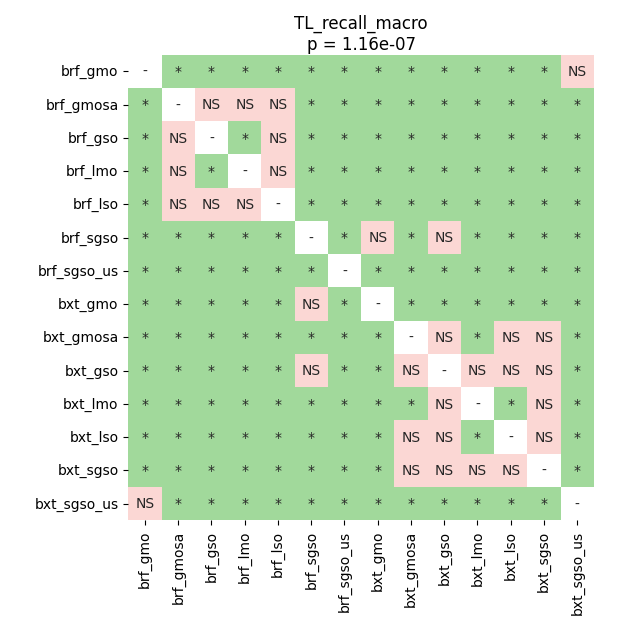 TL_recall_macro
p = 1.16e-07
brf_gmo - * * * * * * * * * * * * NS
brf_gmosa * - NS NS NS * * * * * * * * *
brf_gso * NS - * NS * * * * * * * * *
brf_lmo * NS * - NS * * * * * * * * *
brf_lso * NS NS NS - * * * * * * * * *
brf_sgso * * * * * - * NS * NS * * * *
brf_sgso_us * * * * * * - * * * * * * *
bxt_gmo * * * * * NS * - * * * * * *
bxt_gmosa * * * * * * * * - NS * NS NS *
bxt_gso * * * * * NS * * NS - NS NS NS *
bxt_lmo * * * * * * * * * NS - * NS *
bxt_lso * * * * * * * * NS NS * - NS *
bxt_sgso * * * * * * * * NS NS NS NS - *
bxt_sgso_us NS * * * * * * * * * * * * -
brf_gmo brf_gmosa brf_gso brf_lmo brf_lso brf_sgso brf_sgso_us bxt_gmo bxt_gmosa bxt_gso bxt_lmo bxt_lso bxt_sgso bxt_sgso_us